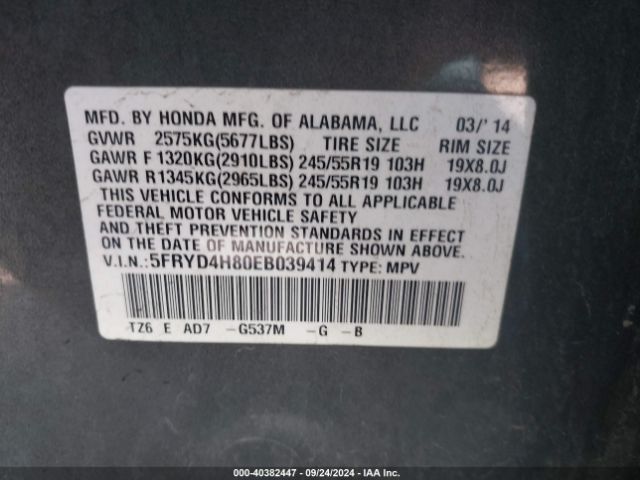 MFD. BY HONDA MFG. OF ALABAMA, LLC 03/'14
GVWR 2575KG(5677LBS) TIRE SIZE RIM SIZE
GAWR F 1320KG(2910LBS) 245/55R19 103H 19X8.0J
GAWR R1345KG(2965LBS) 245/55R19 103H 19X8.0J
THIS VEHICLE CONFORMS TO ALL APPLICABLE
FEDERAL MOTOR VEHICLE SAFETY
AND THEFT PREVENTION STANDARDS IN EFFECT
ON THE DATE OF MANUFACTURE SHOWN ABOVE.
V.I.N.:5FRYD4H80EB039414 TYPE: MPV
TZ6 E AD7 -G537M -G -B
000-40382447 - 09/24/2024 - IAAI.COM